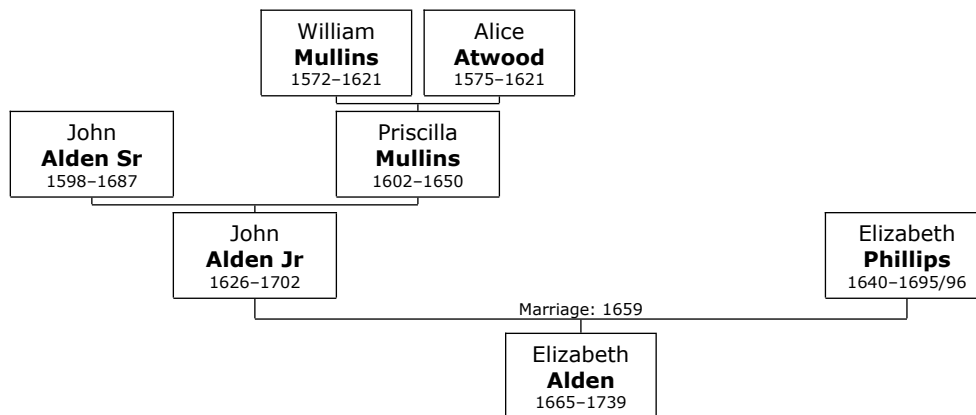 William
Mullins
1572–1621
Alice
Atwood
1575–1621
John
Alden Sr
1598–1687
Priscilla
Mullins
1602–1650
John
Alden Jr
1626–1702
Elizabeth
Phillips
1640–1695/96
Marriage: 1659
Elizabeth
Alden
1665–1739